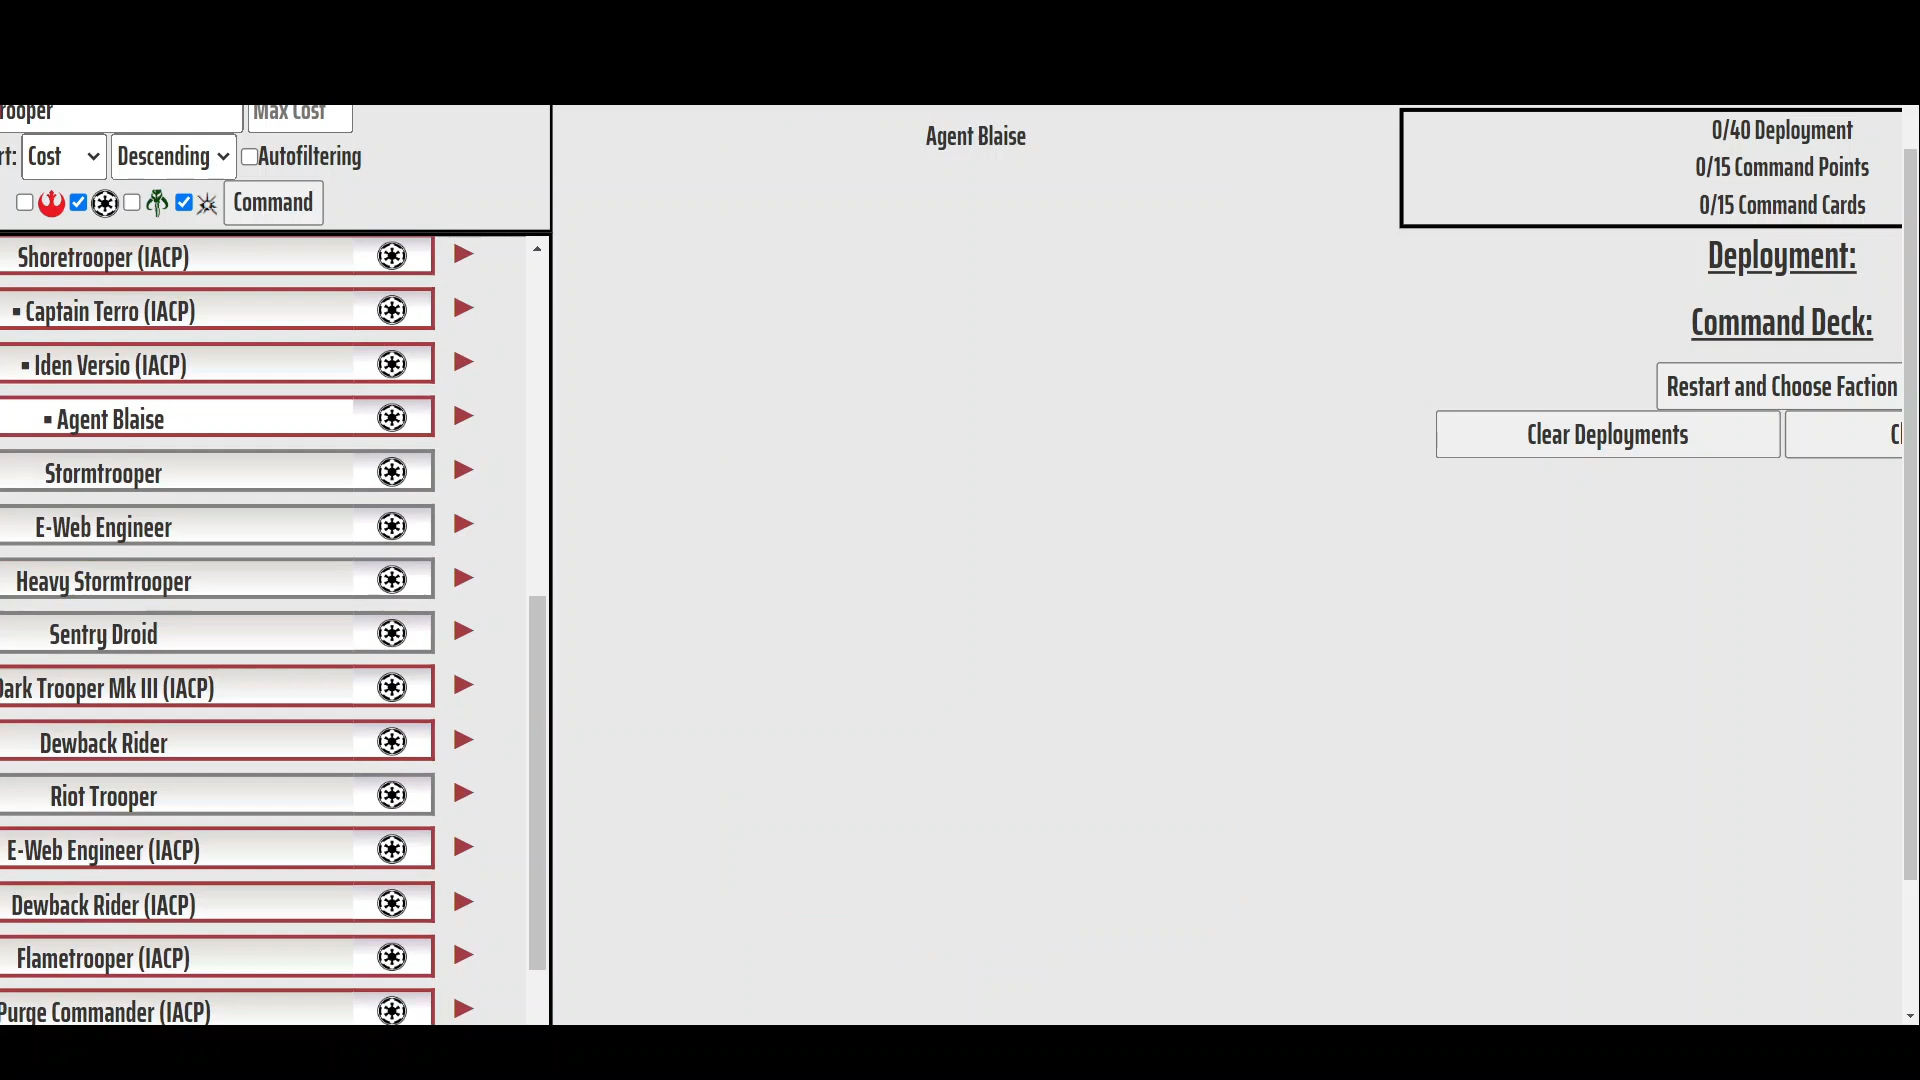 rooper
Max Cost
rt: Cost Descending Autofiltering
Command
Shoretrooper (IACP)
▪ Captain Terro (IACP)
▪ Iden Versio (IACP)
▪ Agent Blaise
Stormtrooper
E-Web Engineer
Heavy Stormtrooper
Sentry Droid
Dark Trooper Mk III (IACP)
Dewback Rider
Riot Trooper
E-Web Engineer (IACP)
Dewback Rider (IACP)
Flametrooper (IACP)
Purge Commander (IACP)
Agent Blaise
0/40 Deployment
0/15 Command Points
0/15 Command Cards
Deployment:
Command Deck:
Restart and Choose Faction
Clear Deployments